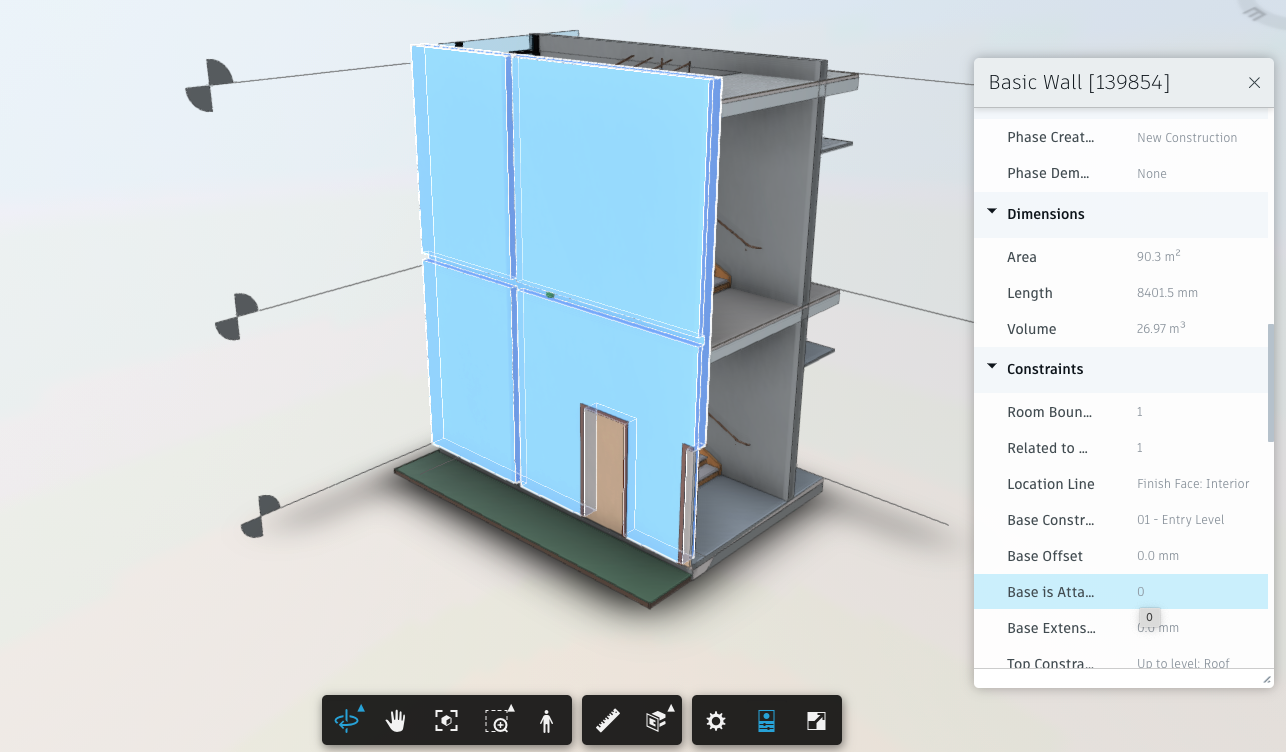 Basic Wall [139854]
Phase Creat... New Construction
Phase Dem... None
Dimensions
Area 90.3 m²
Length 8401.5 mm
Volume 26.97 m³
Constraints
Room Boun... 1
Related to ... 1
Location Line Finish Face: Interior
Base Constr... 01 - Entry Level
Base Offset 0.0 mm
Base is Atta... 0
0
Base Extens... 0.0 mm
Top Constra... Up to level: Roof